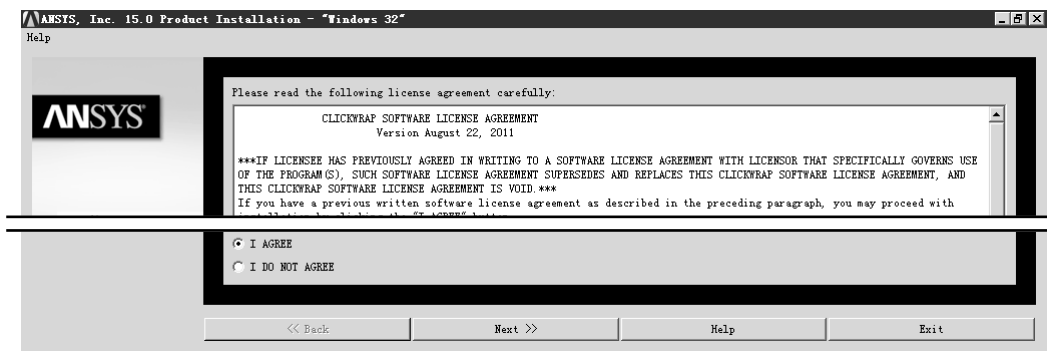 ANSYS, Inc. 15.0 Product Installation - "Windows 32"
Help
ANSYS
Please read the following license agreement carefully:
CLICKWRAP SOFTWARE LICENSE AGREEMENT
Version August 22, 2011
***IF LICENSEE HAS PREVIOUSLY AGREED IN WRITING TO A SOFTWARE LICENSE AGREEMENT WITH LICENSOR THAT SPECIFICALLY GOVERNS USE
OF THE PROGRAM(S), SUCH SOFTWARE LICENSE AGREEMENT SUPERSEDES AND REPLACES THIS CLICKWRAP SOFTWARE LICENSE AGREEMENT, AND
THIS CLICKWRAP SOFTWARE LICENSE AGREEMENT IS VOID.***
If you have a previous written software license agreement as described in the preceding paragraph, you may proceed with
I AGREE
I DO NOT AGREE
<< Back
Next >>
Help
Exit